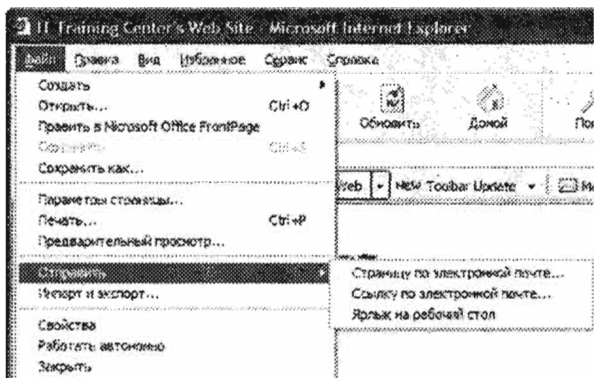 IT Training Center's Web Site - Microsoft Internet Explorer
Файл Правка Вид Избранное Сервис Справка
Создать
Открыть... Ctrl+O
Править в Microsoft Office FrontPage
Сохранить Ctrl+S
Сохранить как...
Обновить Домой
Web New Toolbar Update
Параметры страницы...
Печать... Ctrl+P
Предварительный просмотр...
Отправить
Импорт и экспорт...
Страницу по электронной почте...
Ссылку по электронной почте...
Ярлык на рабочий стол
Свойства
Работать автономно
Закрыть